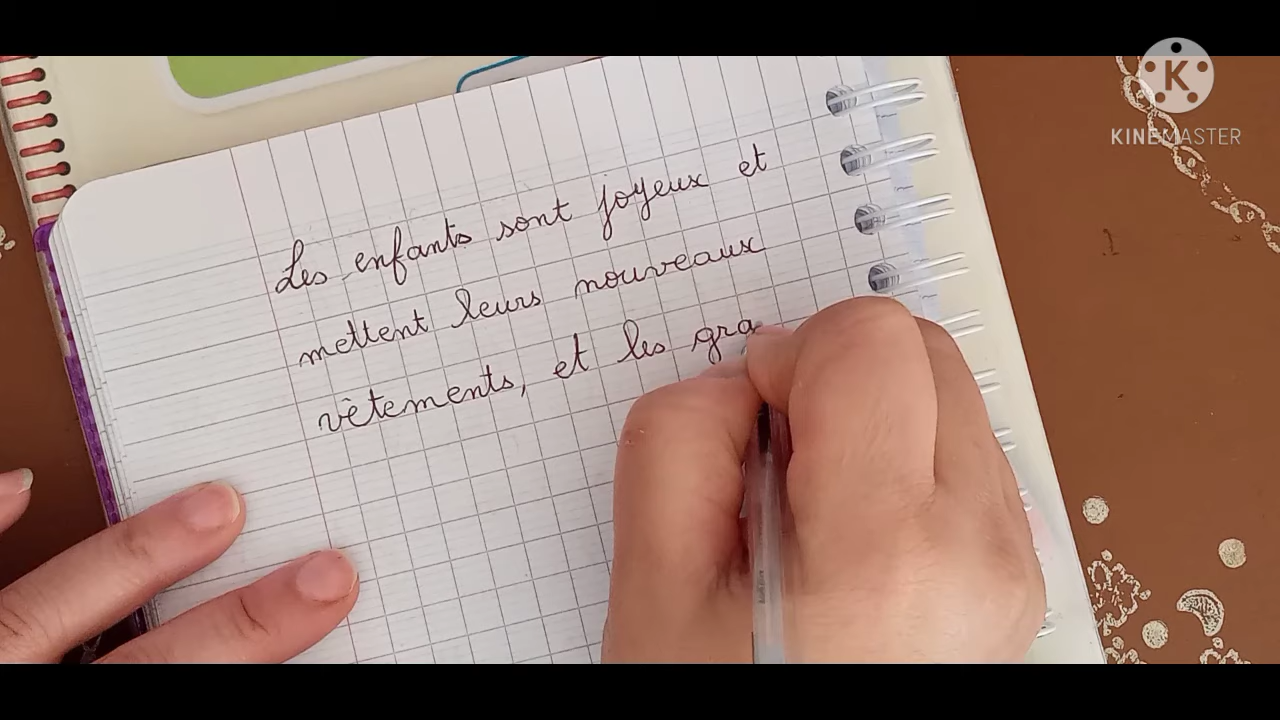 Les enfants sont joyeux et
mettent leurs nouveaux
vêtements, et les gra
K
KINEMASTER